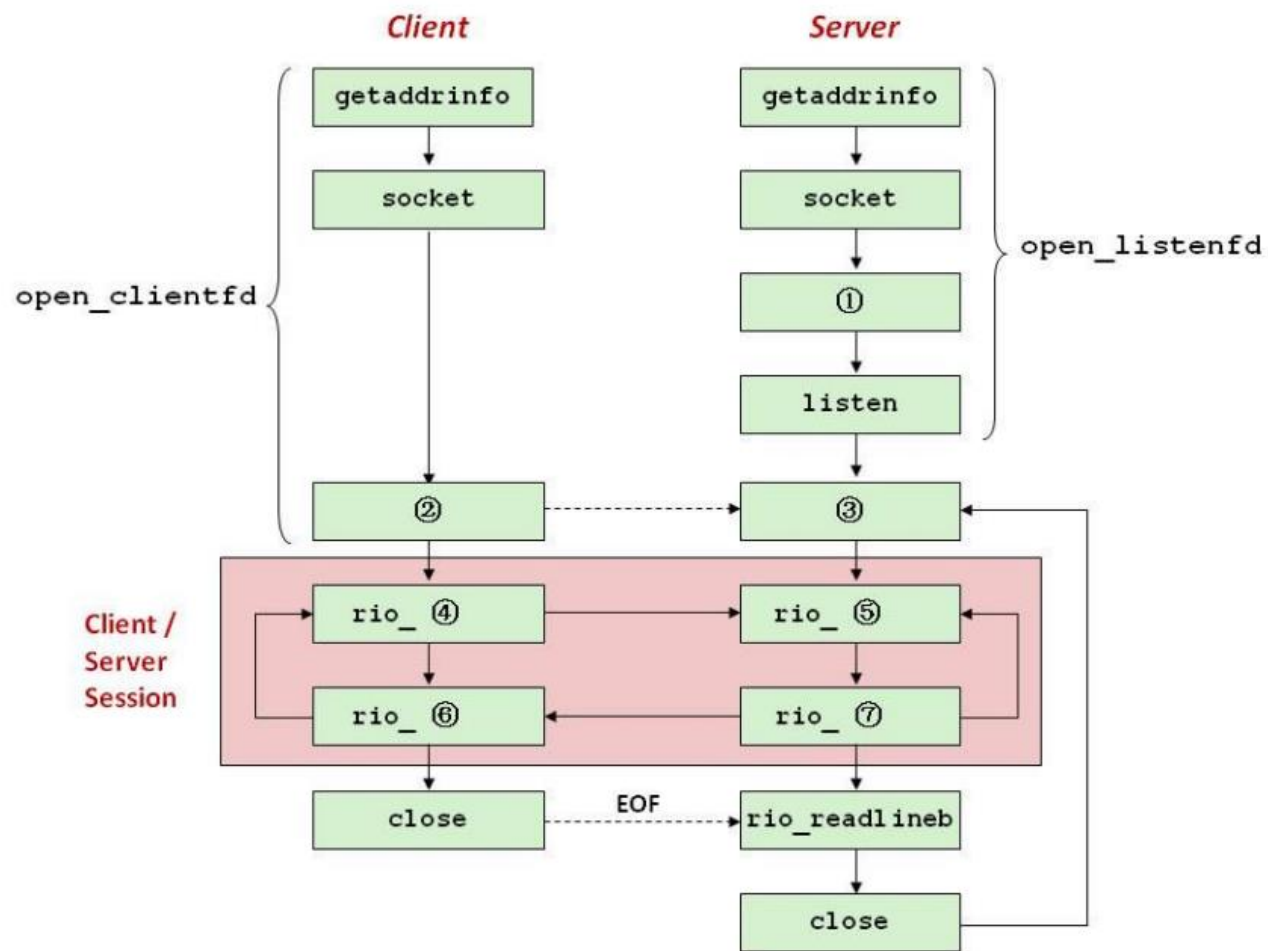 Client
Server
getaddrinfo
getaddrinfo
socket
socket
open_clientfd
open_listenfd
①
listen
②
③
Client /
Server
Session
rio_ ④
rio_ ⑤
rio_ ⑥
rio_ ⑦
close
EOF
rio_readlineb
close